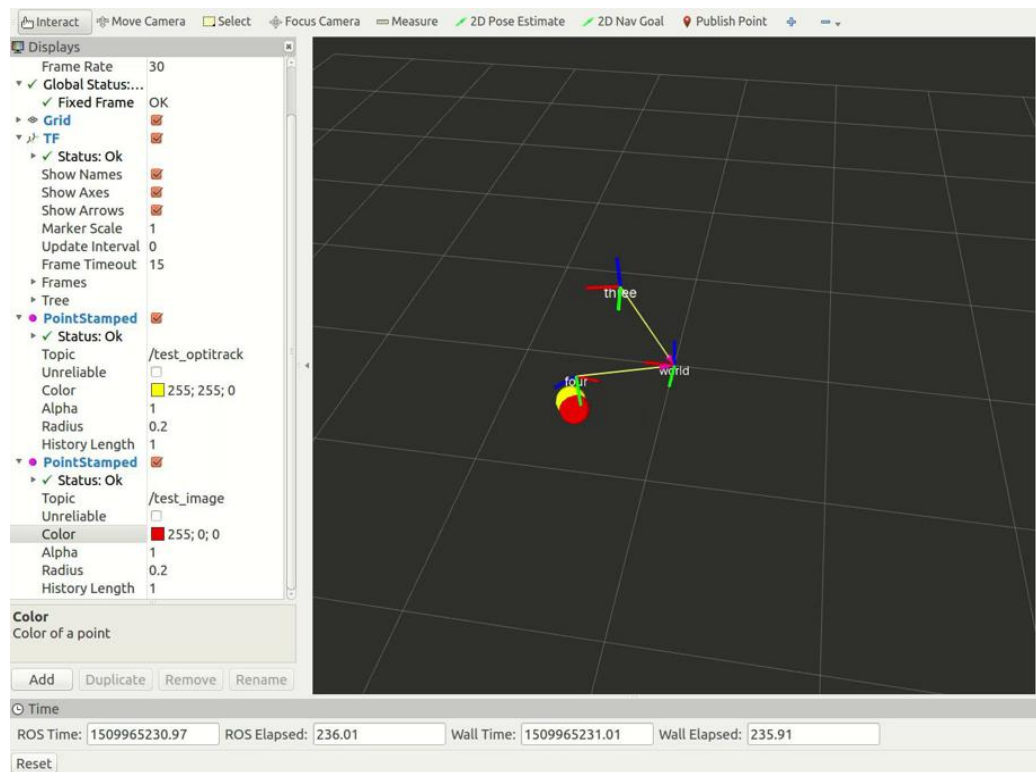 Interact Move Camera Select Focus Camera Measure 2D Pose Estimate 2D Nav Goal Publish Point
Displays
Frame Rate 30
Global Status:...
Fixed Frame OK
Grid
TF
Status: Ok
Show Names
Show Axes
Show Arrows
Marker Scale 1
Update Interval 0
Frame Timeout 15
Frames
Tree
PointStamped
Status: Ok
Topic /test_optitrack
Unreliable
Color 255; 255; 0
Alpha 1
Radius 0.2
History Length 1
PointStamped
Status: Ok
Topic /test_image
Unreliable
Color 255; 0; 0
Alpha 1
Radius 0.2
History Length 1
Color
Color of a point
Add Duplicate Remove Rename
three
world
four
Time
ROS Time: 1509965230.97 ROS Elapsed: 236.01 Wall Time: 1509965231.01 Wall Elapsed: 235.91
Reset